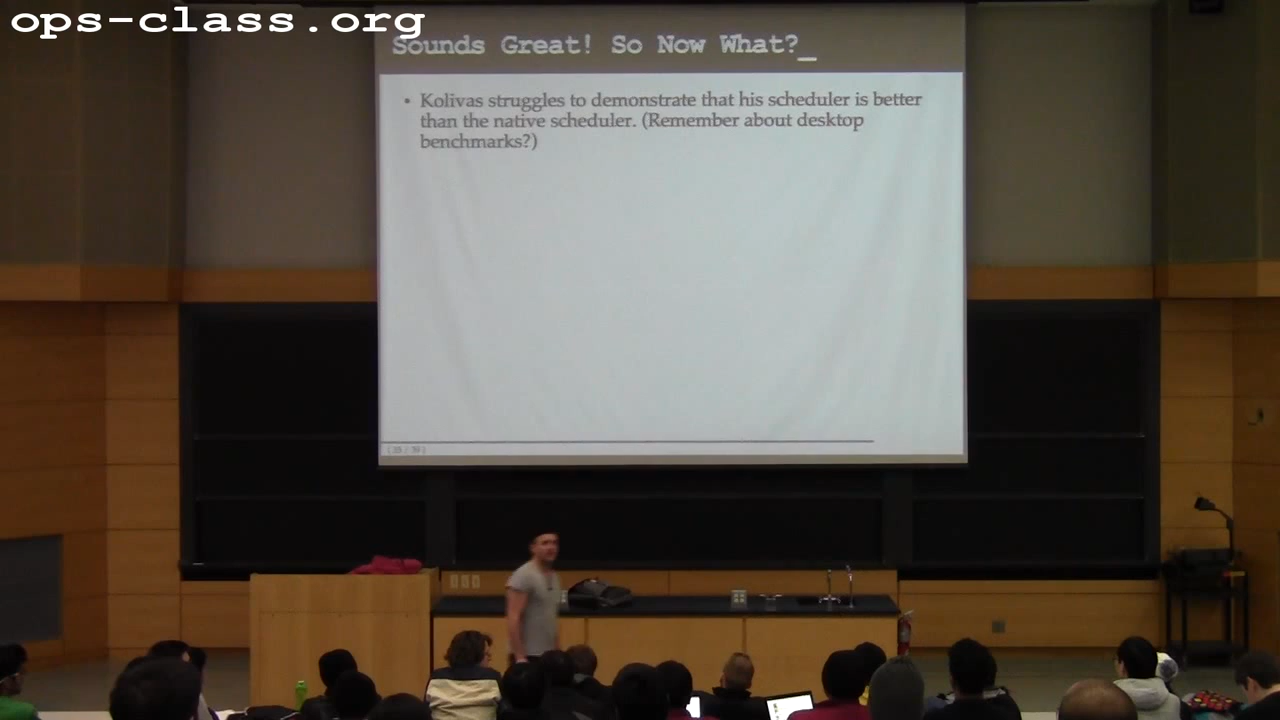 ops-class.org
Sounds Great! So Now What?_
• Kolivas struggles to demonstrate that his scheduler is better
than the native scheduler. (Remember about desktop
benchmarks?)